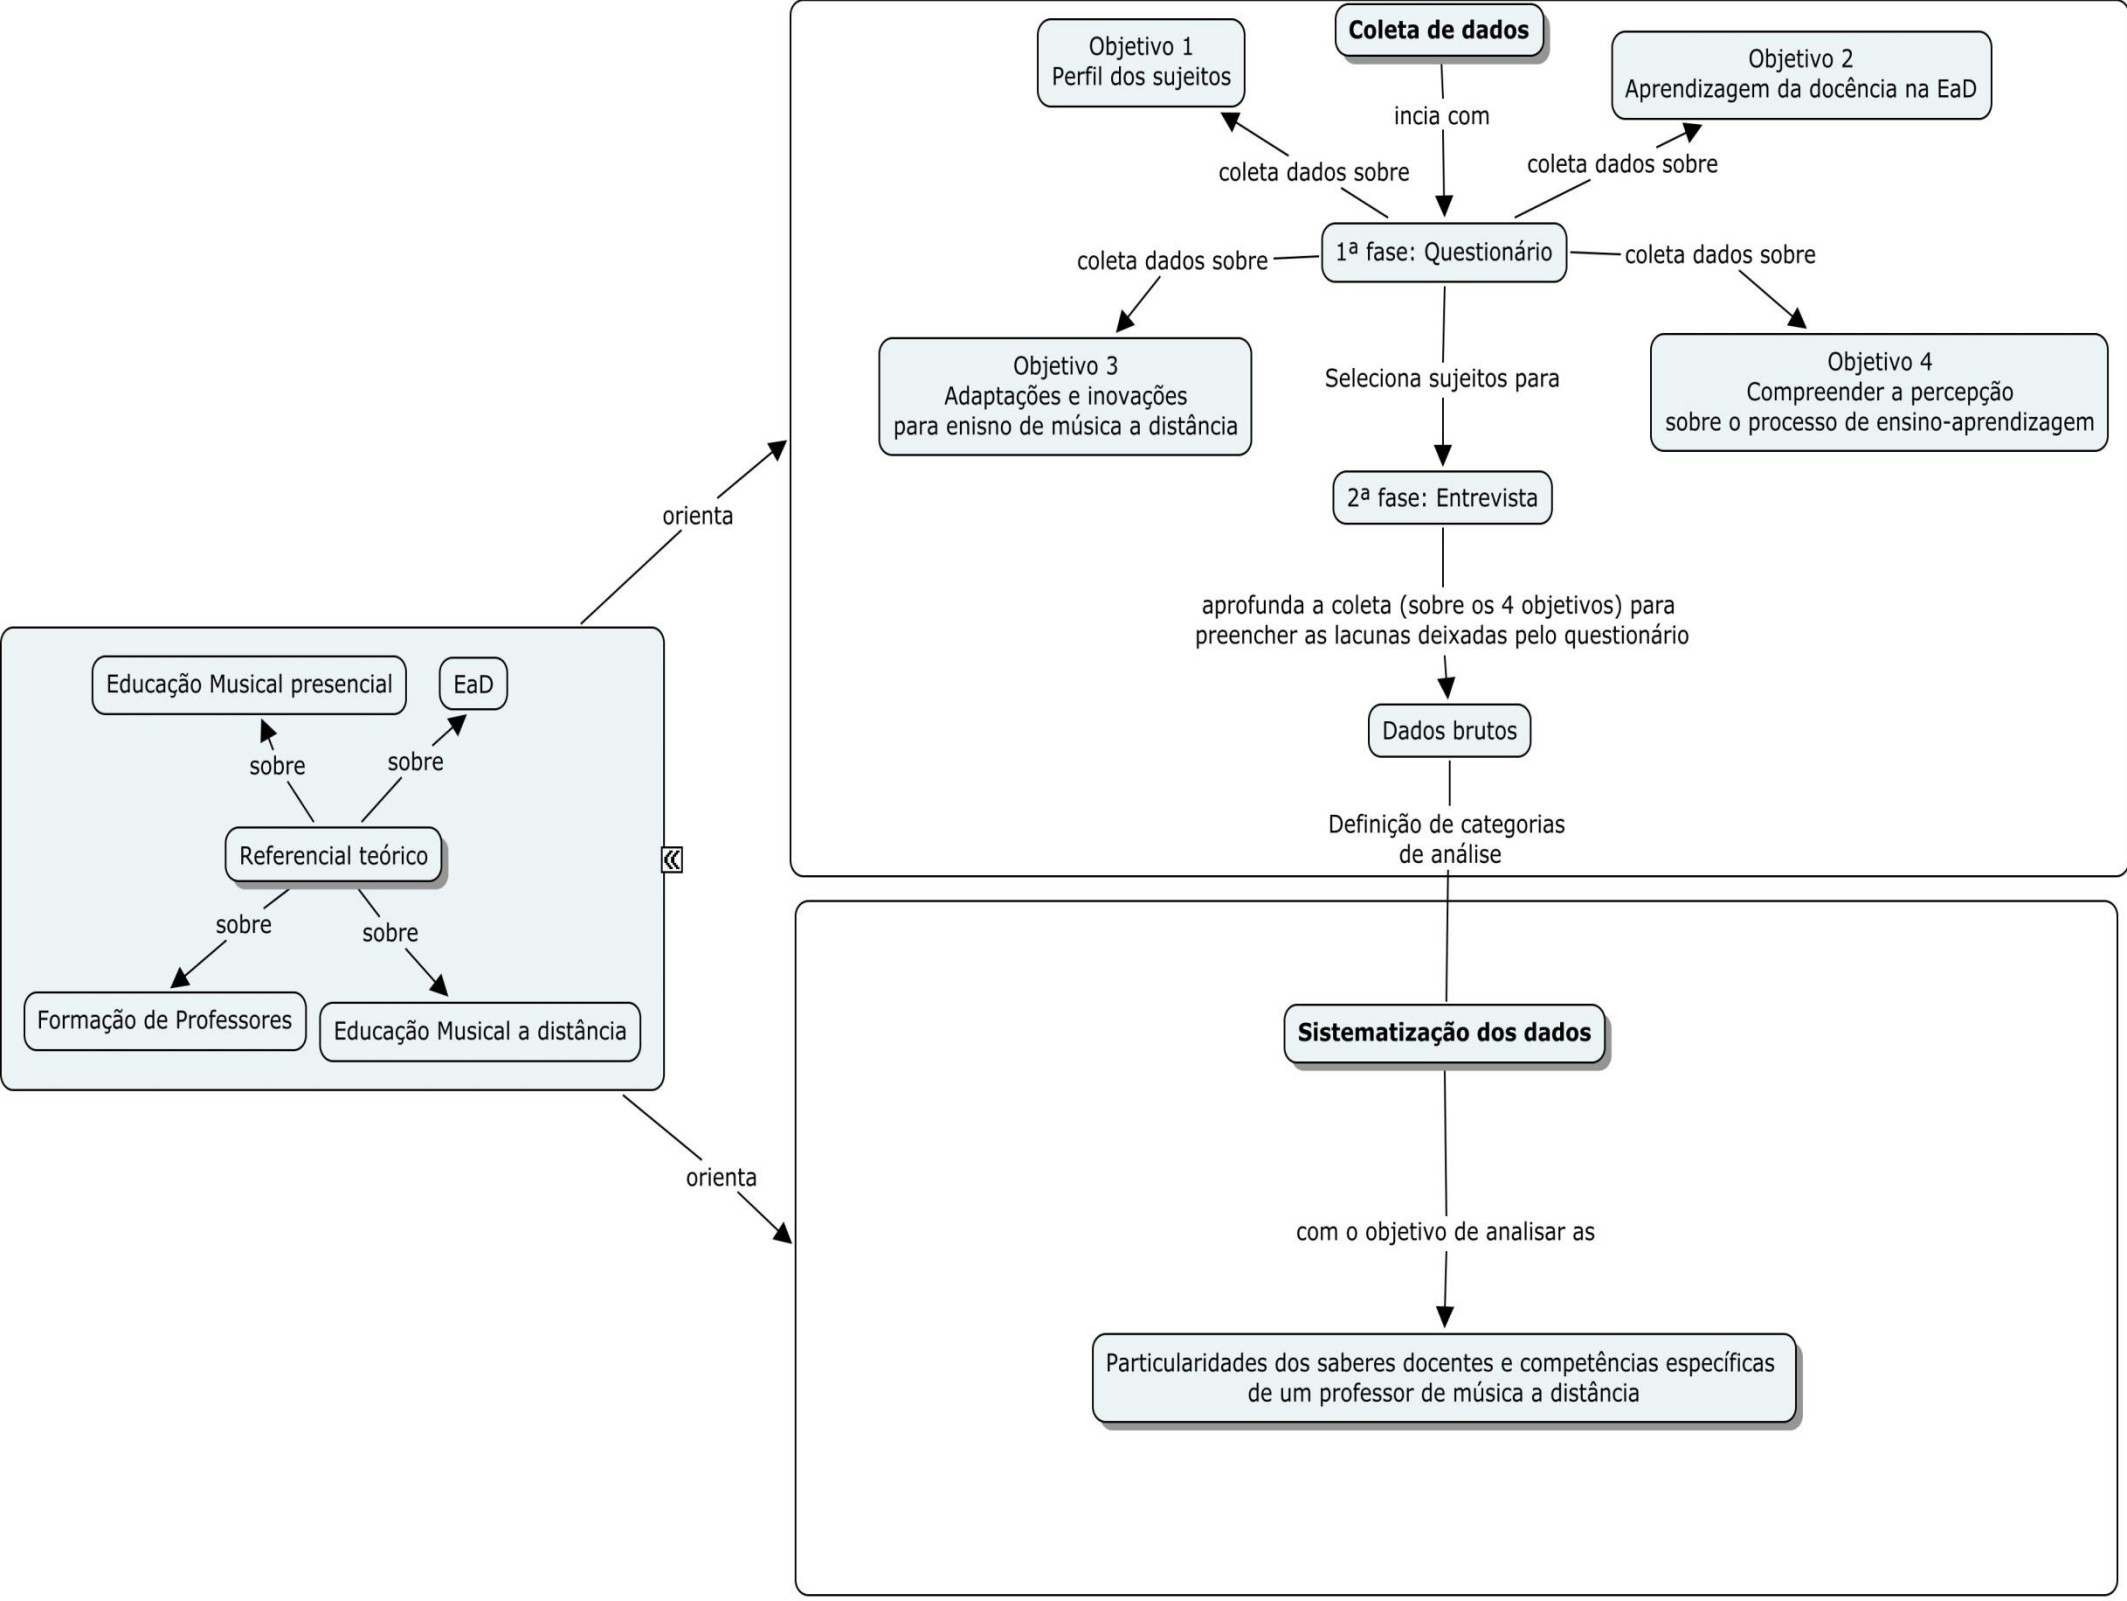 Coleta de dados
Objetivo 1
Perfil dos sujeitos
Objetivo 2
Aprendizagem da docência na EaD
incia com
coleta dados sobre
coleta dados sobre
1ª fase: Questionário
coleta dados sobre
coleta dados sobre
Objetivo 3
Adaptações e inovações
para enisno de música a distância
Seleciona sujeitos para
Objetivo 4
Compreender a percepção
sobre o processo de ensino-aprendizagem
2ª fase: Entrevista
orienta
aprofunda a coleta (sobre os 4 objetivos) para
preencher as lacunas deixadas pelo questionário
Dados brutos
Definição de categorias
de análise
Educação Musical presencial
EaD
sobre
sobre
Referencial teórico
sobre
sobre
Formação de Professores
Educação Musical a distância
orienta
Sistematização dos dados
com o objetivo de analisar as
Particularidades dos saberes docentes e competências específicas
de um professor de música a distância